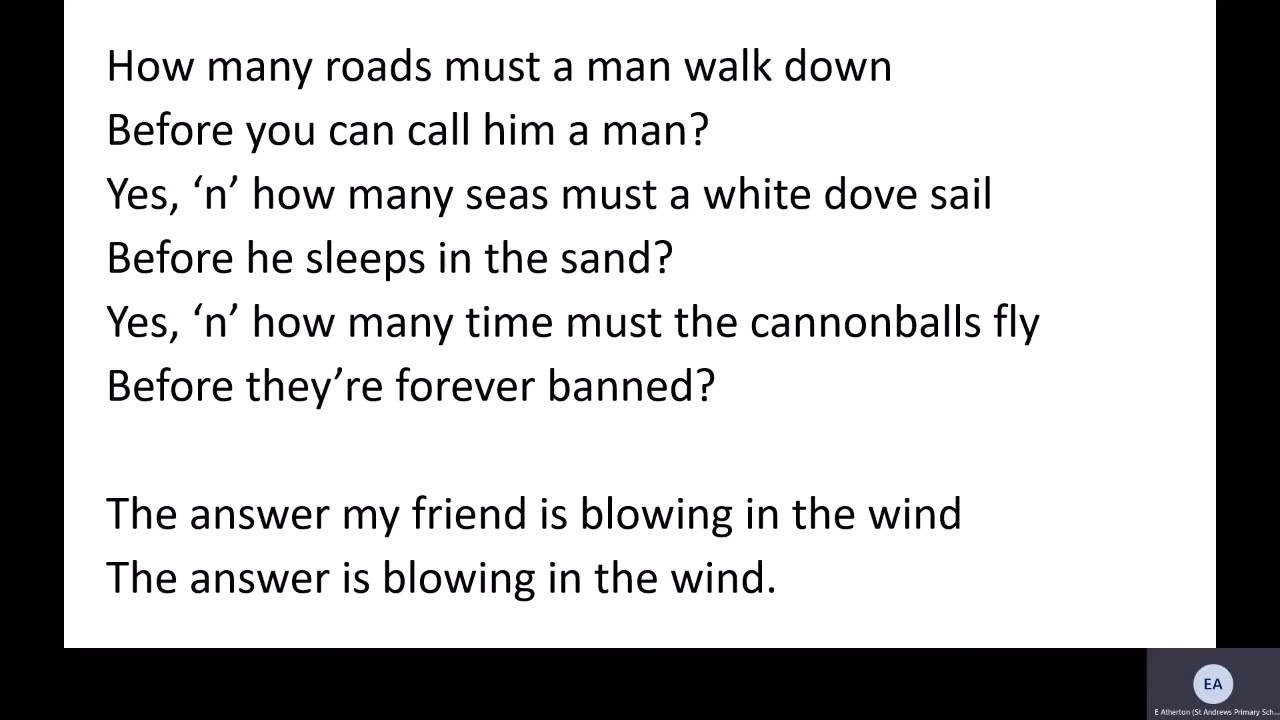 How many roads must a man walk down
Before you can call him a man?
Yes, ‘n’ how many seas must a white dove sail
Before he sleeps in the sand?
Yes, ‘n’ how many time must the cannonballs fly
Before they’re forever banned?
The answer my friend is blowing in the wind
The answer is blowing in the wind.
EA
E Atherton (St Andrews Primary Sch...